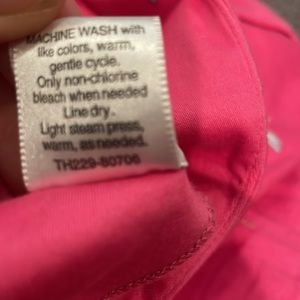 MACHINE WASH with
like colors, warm,
gentle cycle.
Only non-chlorine
bleach when needed
Line dry.
Light steam press,
warm, as needed.
TH229-80706